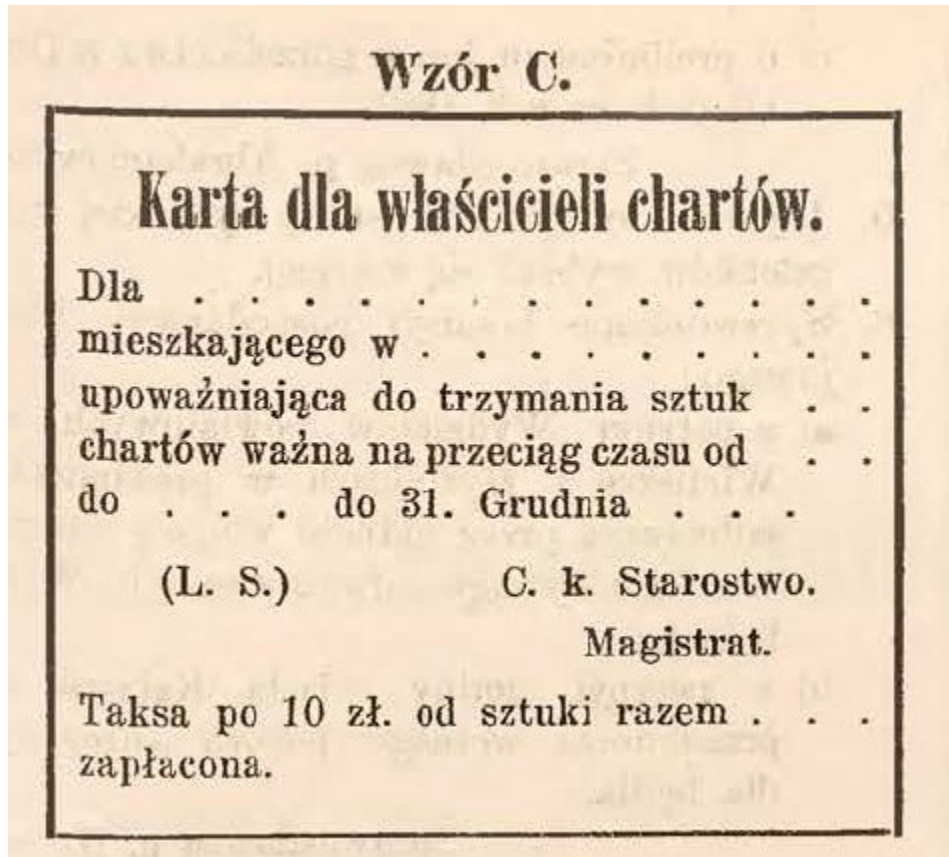 Wzór C.
Karta dla właścicieli chartów.
Dla . . . . . . . . . . . . .
mieszkającego w . . . . . . . . .
upoważniająca do trzymania sztuk . .
chartów ważna na przeciąg czasu od . .
do . . . do 31. Grudnia . . .
(L. S.) C. k. Starostwo.
Magistrat.
Taksa po 10 zł. od sztuki razem . . .
zapłacona.